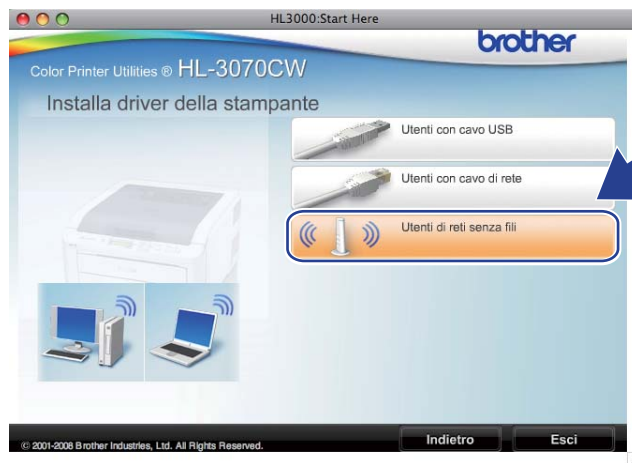 HL3000:Start Here
brother
Color Printer Utilities ® HL-3070CW
Installa driver della stampante
Utenti con cavo USB
Utenti con cavo di rete
Utenti di reti senza fili
© 2001-2008 Brother Industries, Ltd. All Rights Reserved.
Indietro
Esci